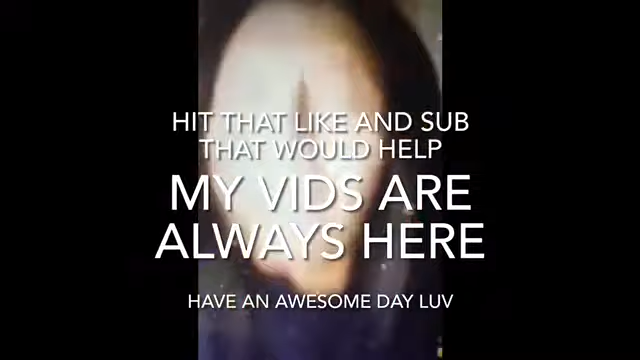 HIT THAT LIKE AND SUB
THAT WOULD HELP
MY VIDS ARE
ALWAYS HERE
HAVE AN AWESOME DAY LUV